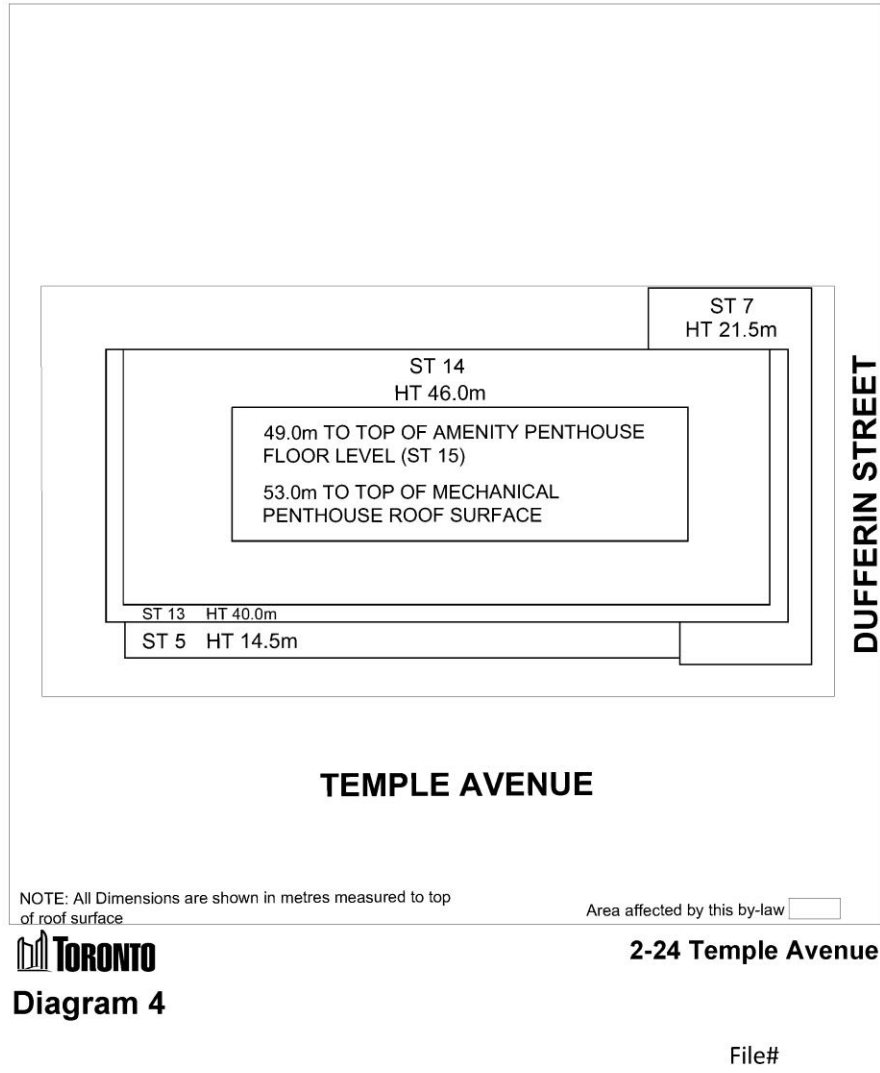 ST 7
HT 21.5m
ST 14
HT 46.0m
49.0m TO TOP OF AMENITY PENTHOUSE
FLOOR LEVEL (ST 15)
53.0m TO TOP OF MECHANICAL
PENTHOUSE ROOF SURFACE
DUFFERIN STREET
ST 13 HT 40.0m
ST 5 HT 14.5m
TEMPLE AVENUE
NOTE: All Dimensions are shown in metres measured to top
of roof surface
Area affected by this by-law
TORONTO
2-24 Temple Avenue
Diagram 4
File#